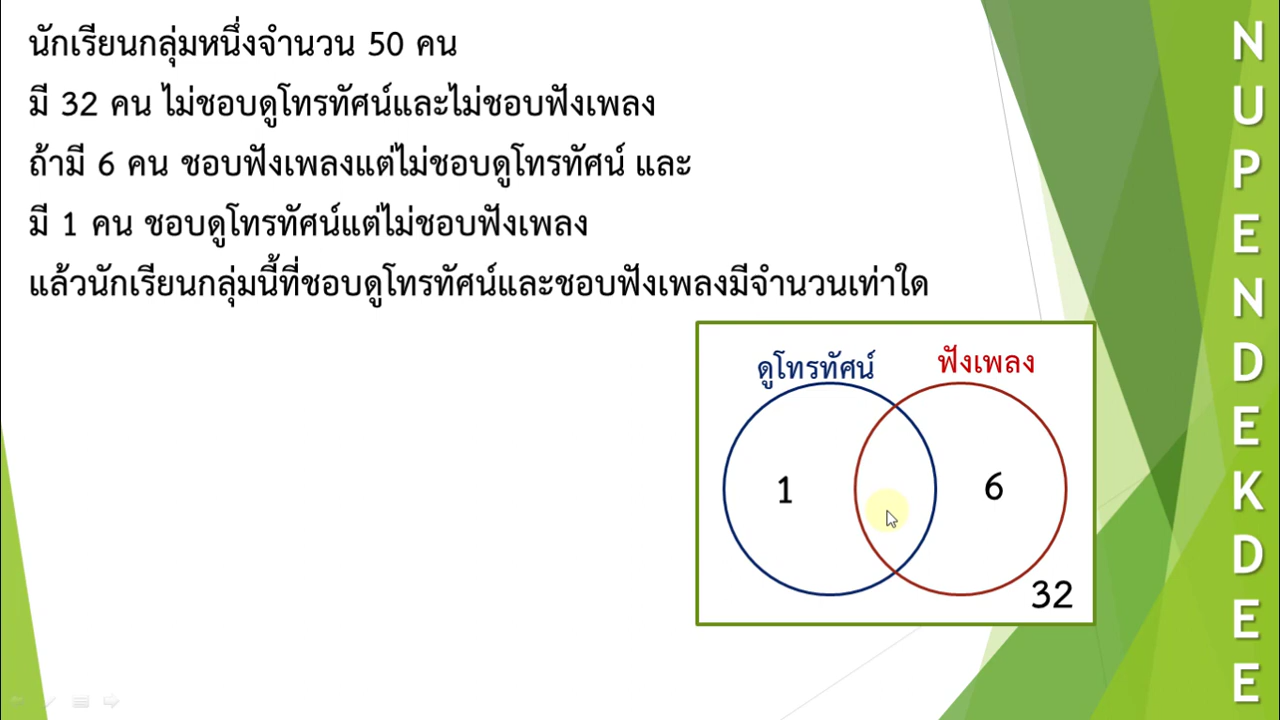 นักเรียนกลุ่มหนึ่งจำนวน 50 คน
มี 32 คน ไม่ชอบดูโทรทัศน์และไม่ชอบฟังเพลง
ถ้ามี 6 คน ชอบฟังเพลงแต่ไม่ชอบดูโทรทัศน์ และ
มี 1 คน ชอบดูโทรทัศน์แต่ไม่ชอบฟังเพลง
แล้วนักเรียนกลุ่มนี้ที่ชอบดูโทรทัศน์และชอบฟังเพลงมีจำนวนเท่าใด
ดูโทรทัศน์ ฟังเพลง
1 6
32
NUPENDEKDEE